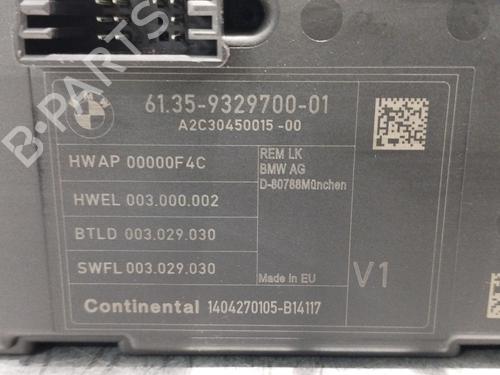 B-PARTS
BMW
61.35-9329700-01
A2C30450015-00
HWAP 00000F4C
HWEL 003.000.002
BTLD 003.029.030
SWFL 003.029.030
REM LK
BMW AG
D-80788München
Made in EU
V1
Continental 1404270105-B14117